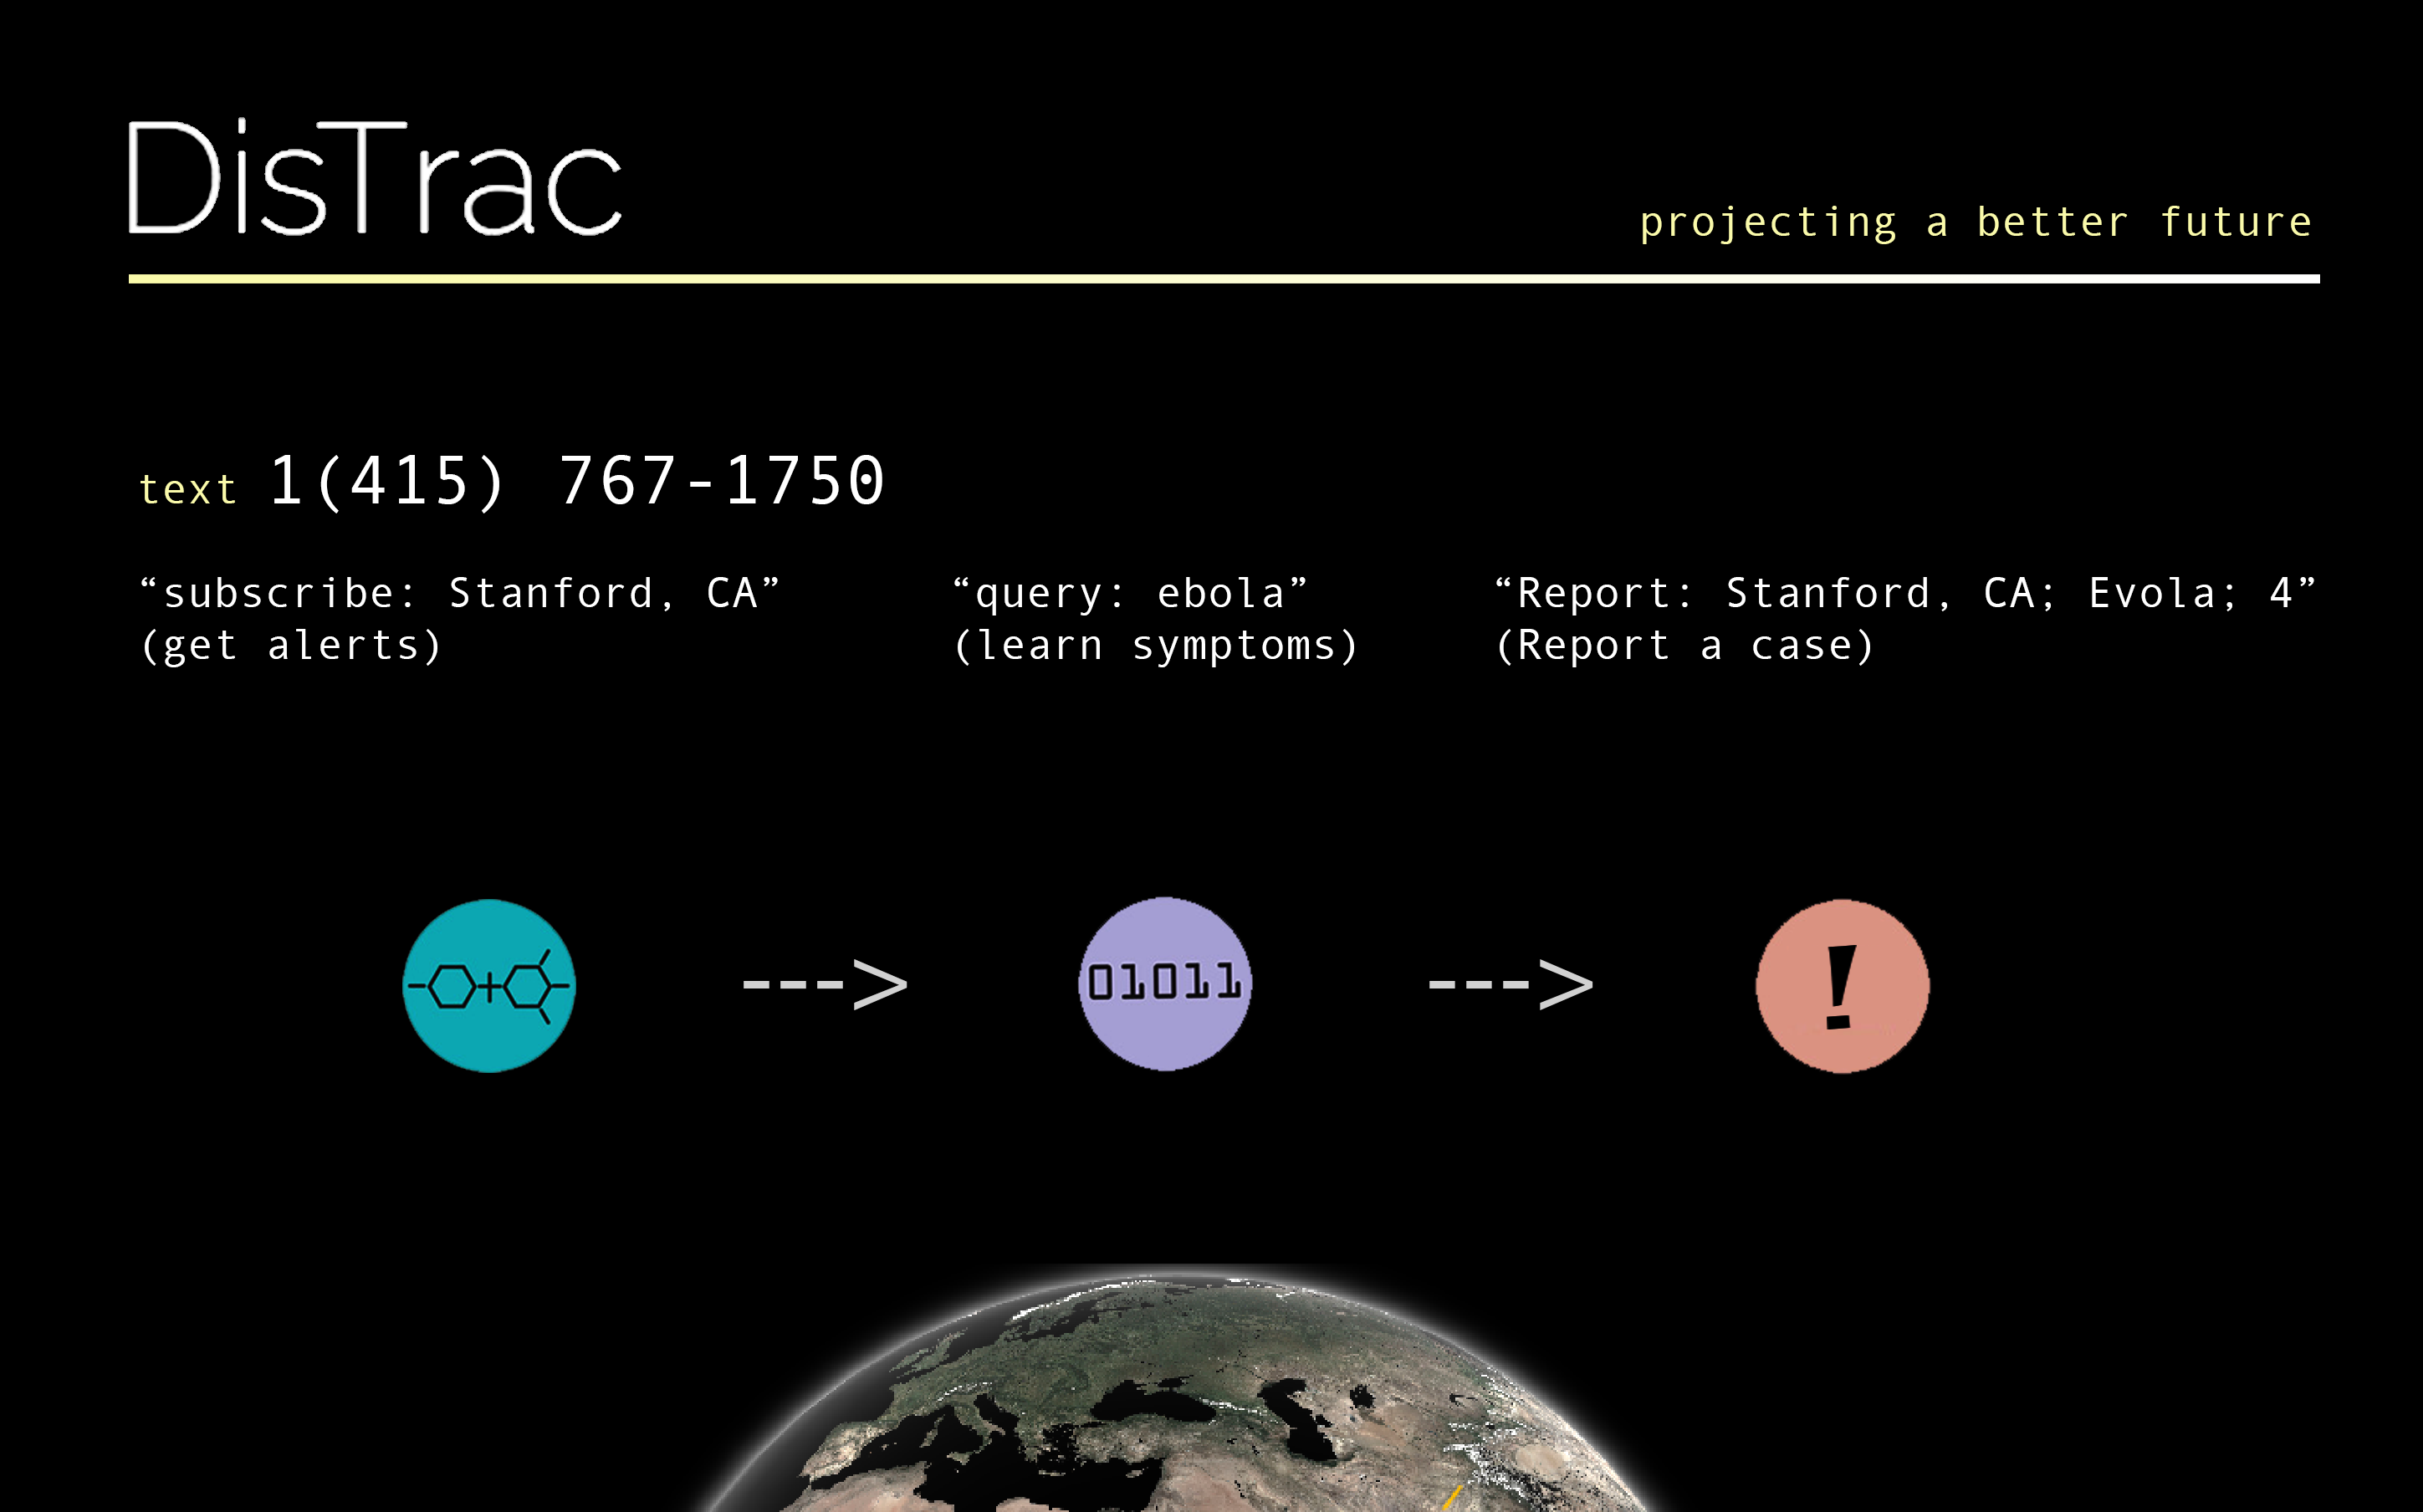 DisTrac
projecting a better future
text 1(415) 767-1750
“subscribe: Stanford, CA”
(get alerts)
“query: ebola”
(learn symptoms)
“Report: Stanford, CA; Evola; 4”
(Report a case)
--->
01011
--->
!